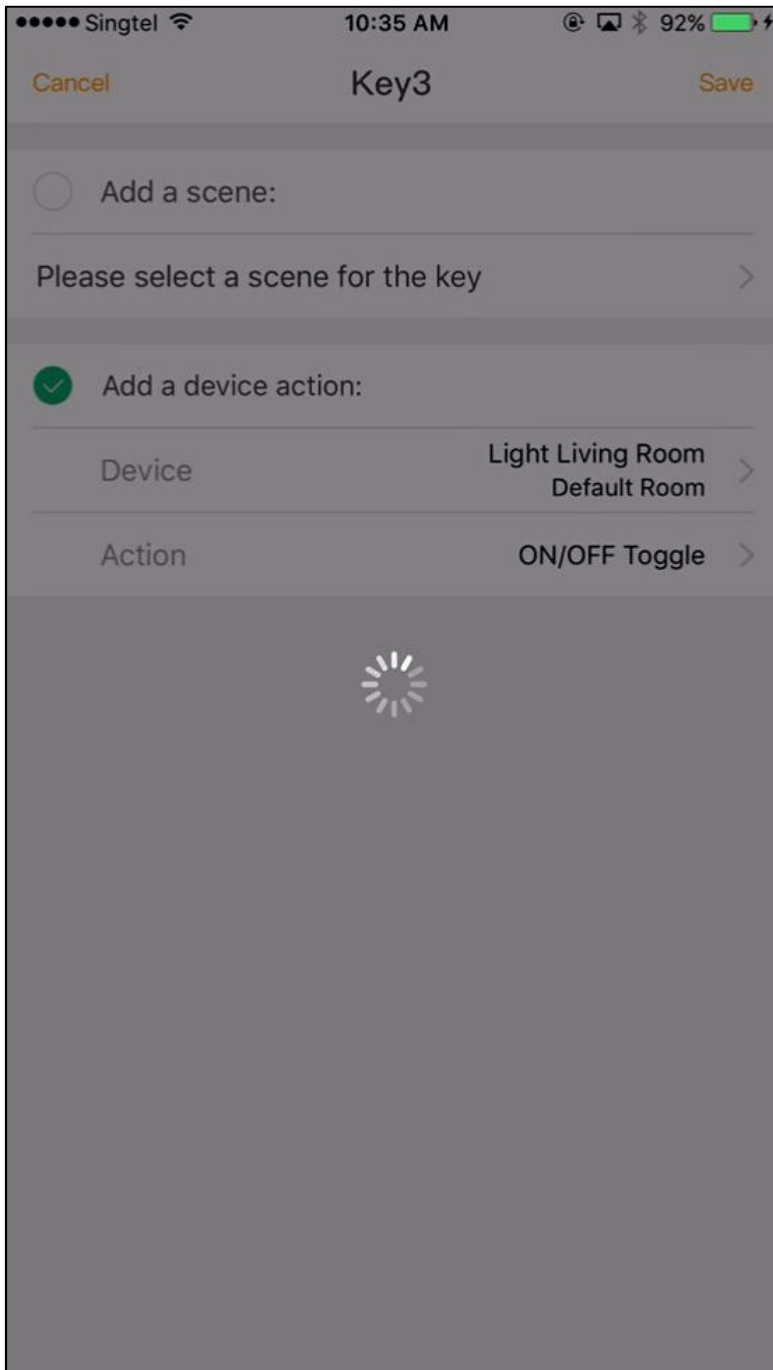 Singtel 10:35 AM 92%
Cancel Key3 Save
Add a scene:
Please select a scene for the key
Add a device action:
Device Light Living Room
Default Room
Action ON/OFF Toggle